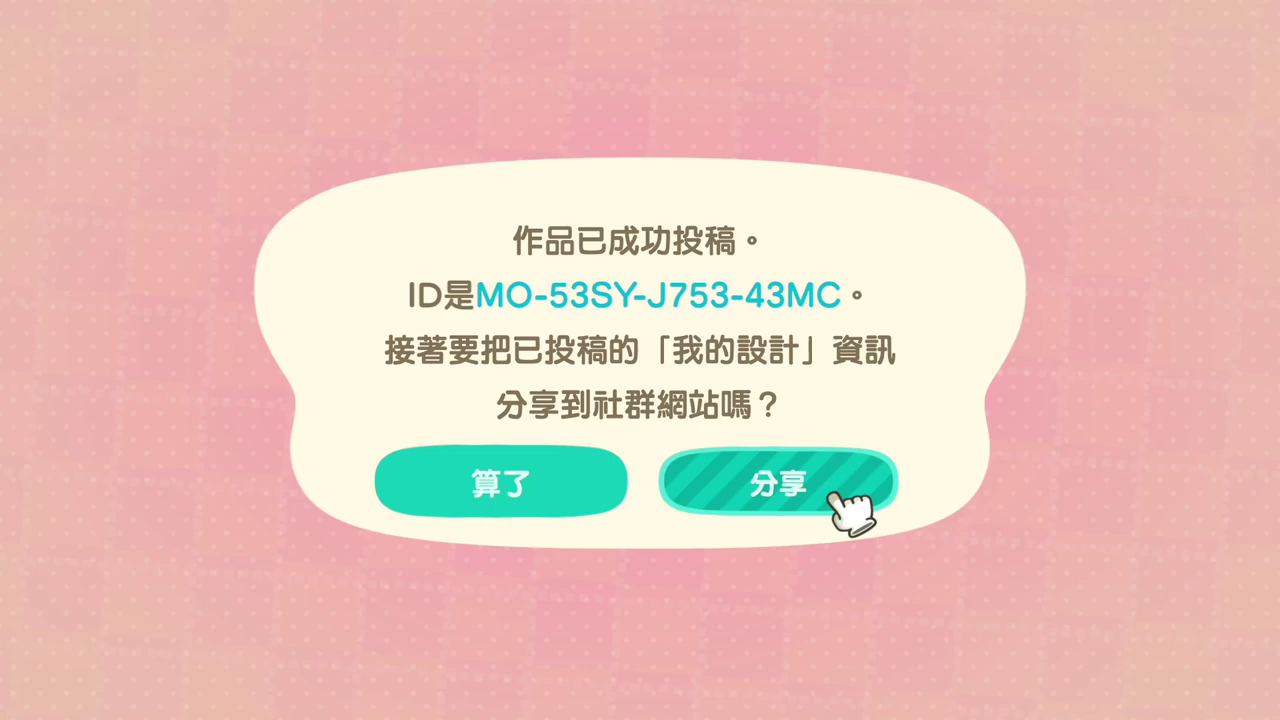 作品已成功投稿。
ID是MO-53SY-J753-43MC。
接著要把已投稿的「我的設計」資訊
分享到社群網站嗎？
算了
分享